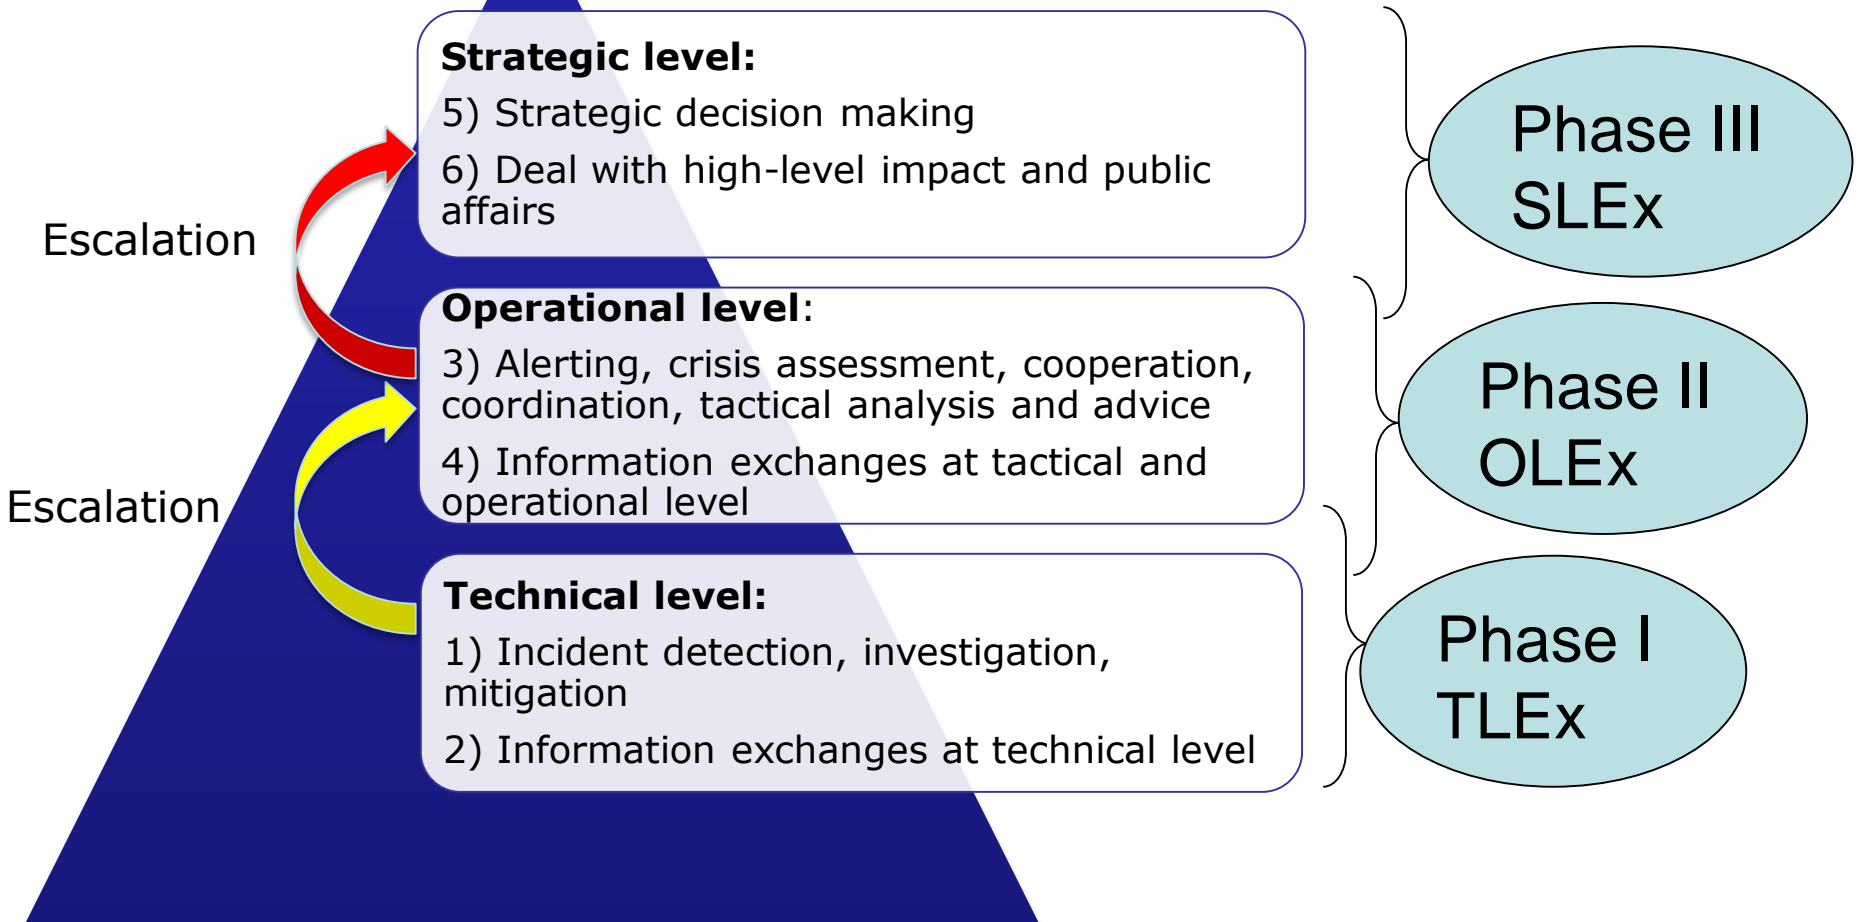 Strategic level:
5) Strategic decision making
6) Deal with high-level impact and public
affairs
Phase III
SLEx
Escalation
Operational level:
3) Alerting, crisis assessment, cooperation,
coordination, tactical analysis and advice
4) Information exchanges at tactical and
operational level
Phase II
OLEx
Escalation
Technical level:
1) Incident detection, investigation,
mitigation
2) Information exchanges at technical level
Phase I
TLEx